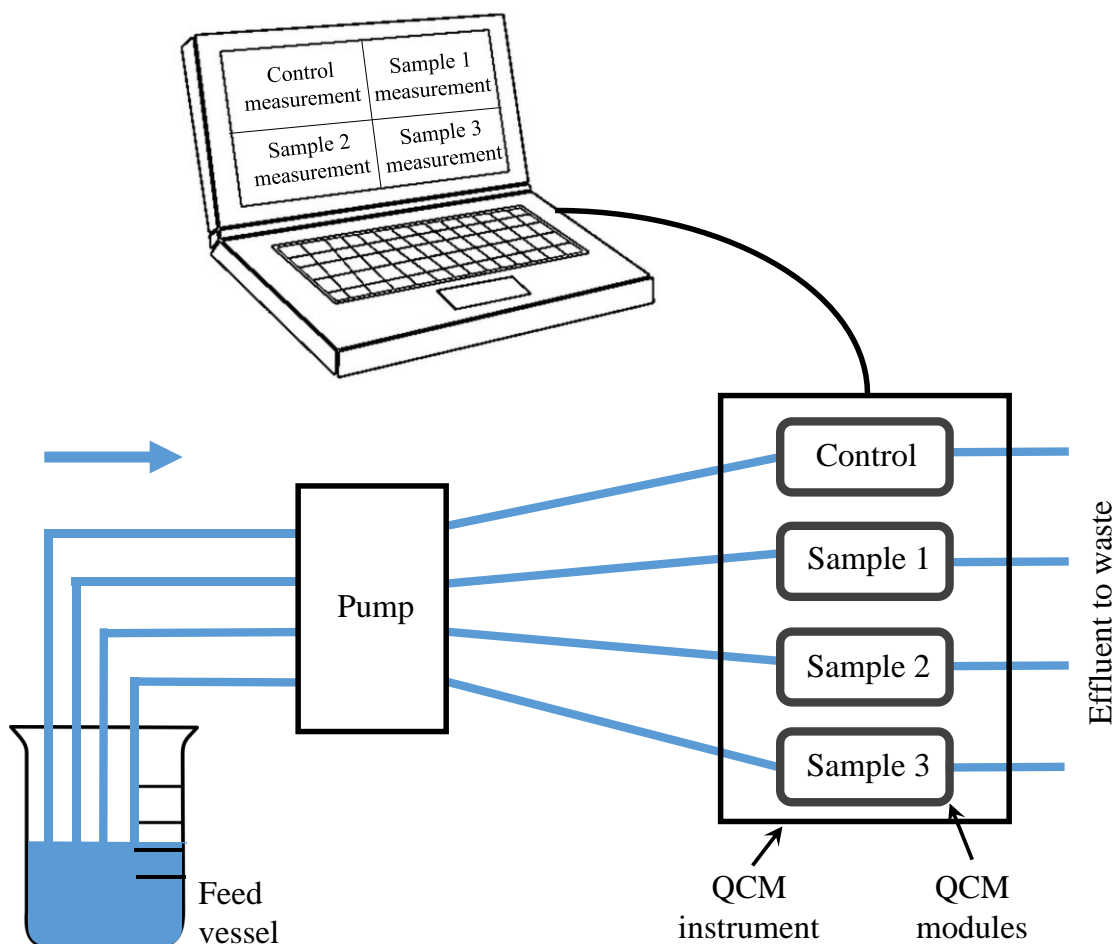 Control
measurement
Sample 1
measurement
Sample 2
measurement
Sample 3
measurement
Control
Sample 1
Pump
Sample 2
Sample 3
Effluent to waste
Feed
vessel
QCM
instrument
QCM
modules